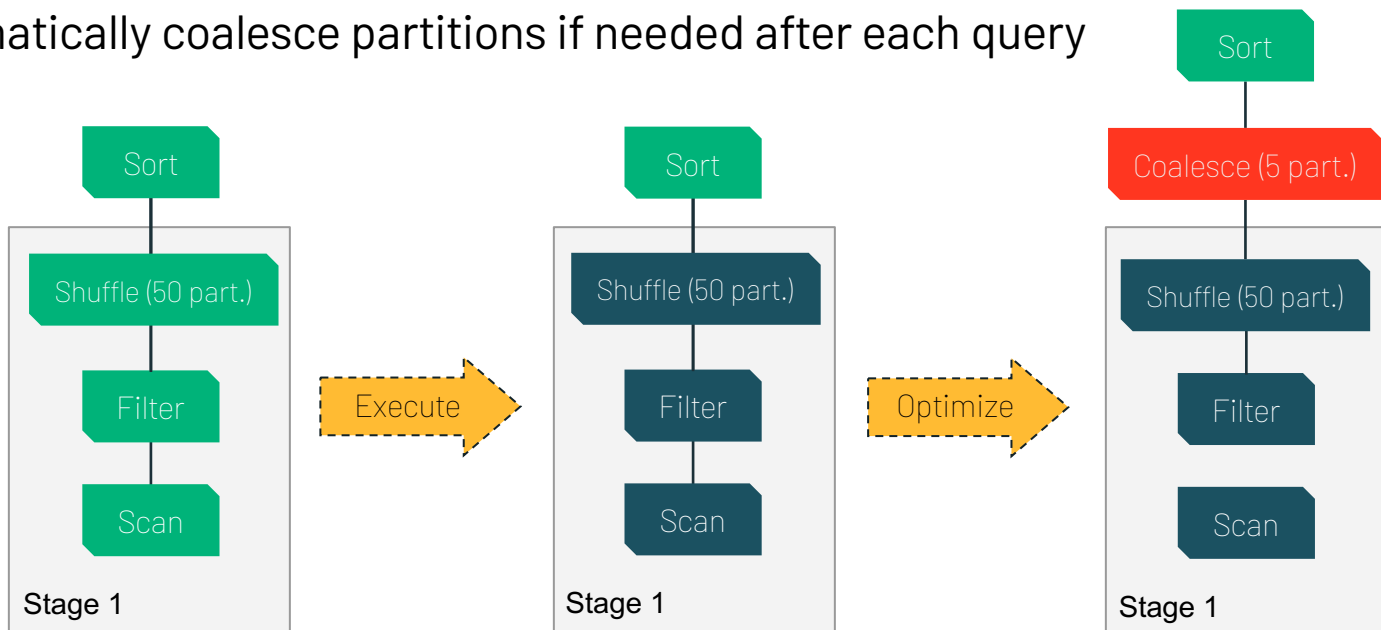 matically coalesce partitions if needed after each query
Sort
Shuffle (50 part.)
Filter
Scan
Stage 1
Execute
Sort
Shuffle (50 part.)
Filter
Scan
Stage 1
Optimize
Sort
Coalesce (5 part.)
Shuffle (50 part.)
Filter
Scan
Stage 1